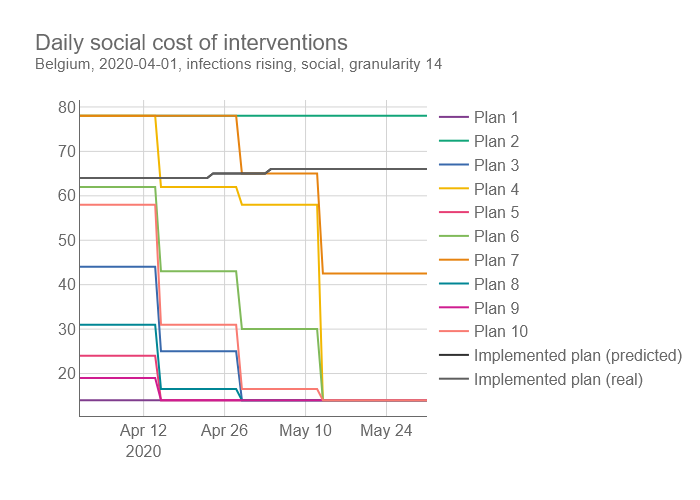 Daily social cost of interventions
Belgium, 2020-04-01, infections rising, social, granularity 14
80
70
60
50
40
30
20
Apr 12
2020
Apr 26
May 10
May 24
Plan 1
Plan 2
Plan 3
Plan 4
Plan 5
Plan 6
Plan 7
Plan 8
Plan 9
Plan 10
Implemented plan (predicted)
Implemented plan (real)